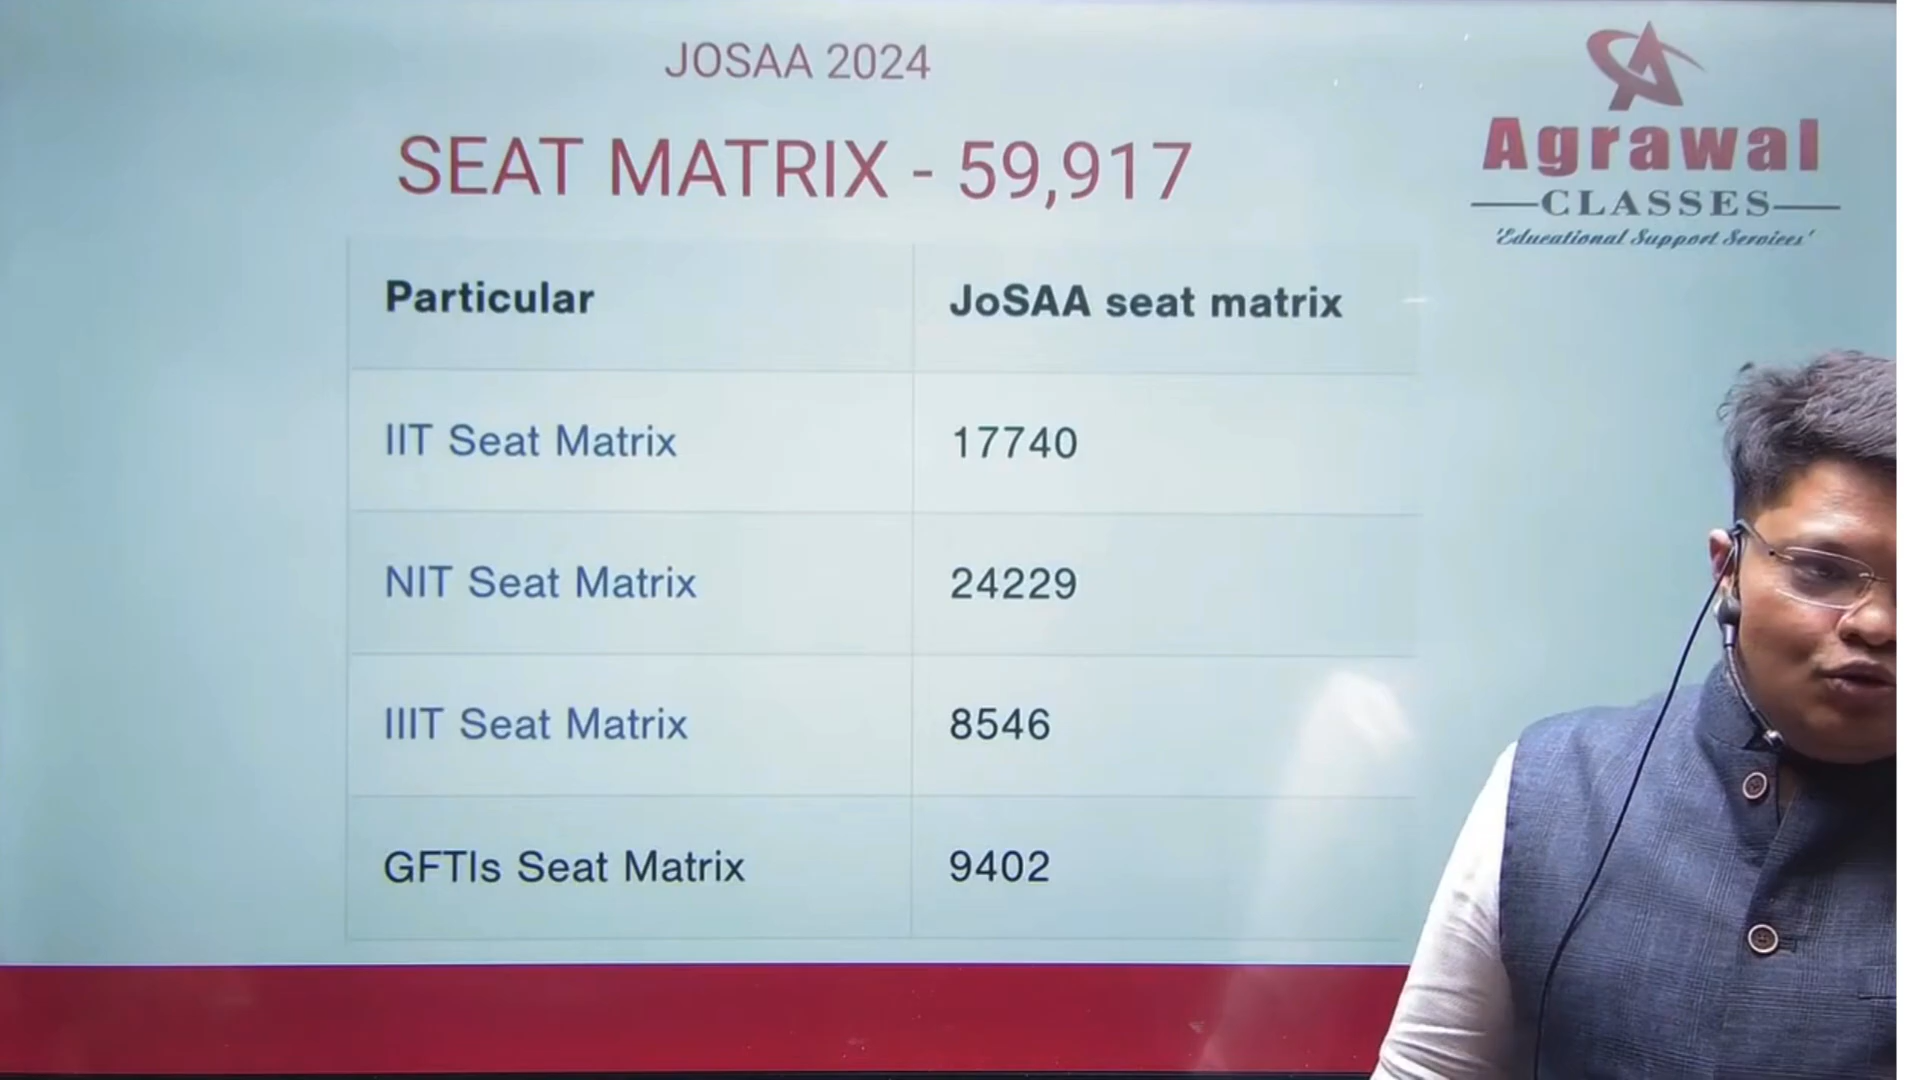 JOSAA 2024
SEAT MATRIX - 59,917
Agrawal
CLASSES
'Educational Support Services'
Particular JoSAA seat matrix
IIT Seat Matrix 17740
NIT Seat Matrix 24229
IIIT Seat Matrix 8546
GFTIs Seat Matrix 9402